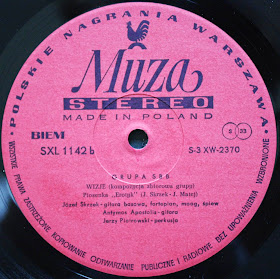 POLSKIE NAGRANIA WARSZAWA
Muza
STEREO
MADE IN POLAND
BIEM
SXL 1142 b
S 33
S-3 XW-2370
GRUPA SBB
WIZJE (kompozycja zbiorowa grupy)
Piosenka „Erotyk” (J. Skrzek - J. Matej)
Józef Skrzek - gitara basowa, fortepian, moog, śpiew
Antymos Apostolis - gitara
Jerzy Piotrowski - perkusja
WSZELKIE PRAWA ZASTRZEŻONE KOPIOWANIE ODTWARZANIE PUBLICZNE I RADIOWE BEZ UPOWAŻNIENIA WZBRONIONE